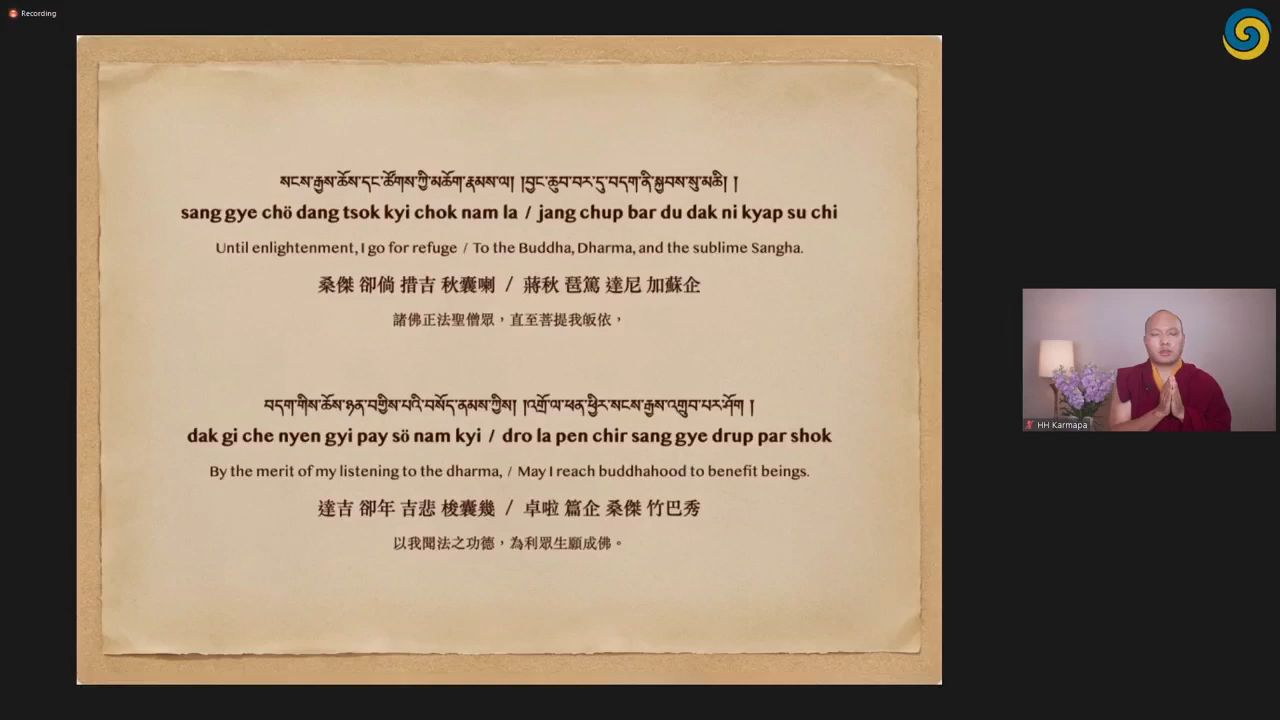 Recording
སངས་རྒྱས་ཆོས་དང་ཚོགས་ཀྱི་མཆོག་རྣམས་ལ། །བྱང་ཆུབ་བར་དུ་བདག་ནི་སྐྱབས་སུ་མཆི། །
sang gye chö dang tsok kyi chok nam la / jang chup bar du dak ni kyap su chi
Until enlightenment, I go for refuge / To the Buddha, Dharma, and the sublime Sangha.
桑傑 卻倘 措吉 秋囊喇 / 蔣秋 琶篤 達尼 加蘇企
諸佛正法聖僧眾，直至菩提我皈依，
བདག་གིས་ཆོས་ཉན་བགྱིས་པའི་བསོད་ནམས་ཀྱིས། །འགྲོ་ལ་ཕན་ཕྱིར་སངས་རྒྱས་འགྲུབ་པར་ཤོག །
dak gi che nyen gyi pay sö nam kyi / dro la pen chir sang gye drup par shok
By the merit of my listening to the dharma, / May I reach buddhahood to benefit beings.
達吉 卻年 吉悲 梭囊幾 / 卓啦 篇企 桑傑 竹巴秀
以我聞法之功德，為利眾生願成佛。
HH Karmapa